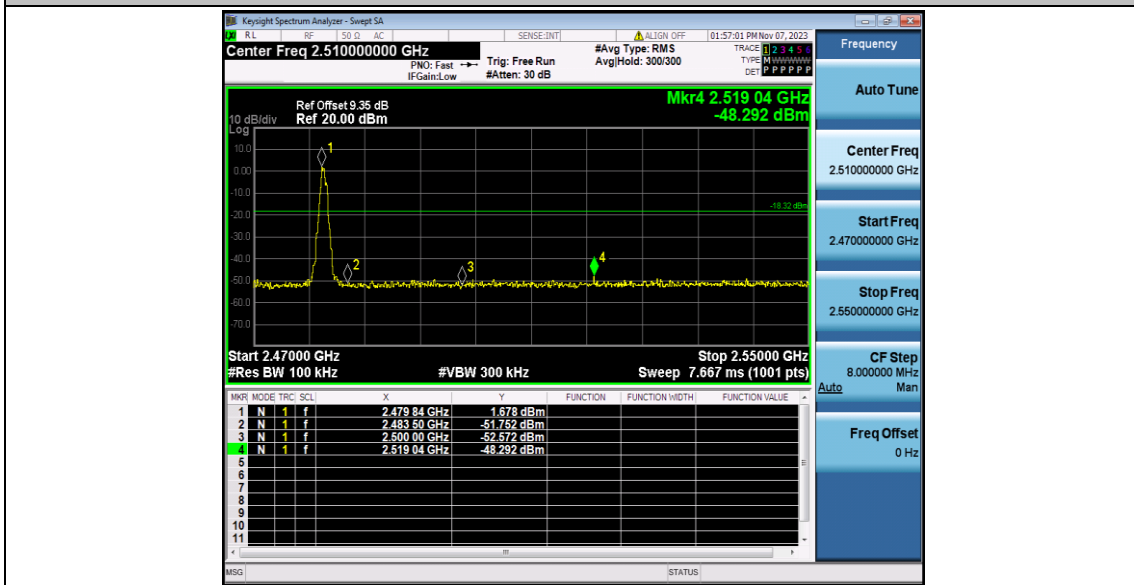 Keysight Spectrum Analyzer - Swept SA
RL RF 50 Ω AC SENSE:INT ALIGN OFF 01:57:01 PM Nov 07, 2023
Center Freq 2.510000000 GHz
PNO: Fast
IFGain:Low
Trig: Free Run
#Atten: 30 dB
#Avg Type: RMS
Avg|Hold: 300/300
TRACE 1 2 3 4 5 6
TYPE M W W W W W
DET P P P P P P
Frequency
Auto Tune
Center Freq
2.510000000 GHz
Start Freq
2.470000000 GHz
Stop Freq
2.550000000 GHz
CF Step
8.000000 MHz
Auto Man
Freq Offset
0 Hz
Mkr4 2.519 04 GHz
-48.292 dBm
Ref Offset 9.35 dB
10 dB/div Ref 20.00 dBm
Log
10.0
0.00
-10.0
-20.0
-30.0
-40.0
-50.0
-60.0
-70.0
1
2
3
4
-18.32 dBm
Start 2.47000 GHz Stop 2.55000 GHz
#Res BW 100 kHz #VBW 300 kHz Sweep 7.667 ms (1001 pts)
MKR MODE TRC SCL X Y FUNCTION FUNCTION WIDTH FUNCTION VALUE
1 N 1 f 2.479 84 GHz 1.678 dBm
2 N 1 f 2.483 50 GHz -51.752 dBm
3 N 1 f 2.500 00 GHz -52.572 dBm
4 N 1 f 2.519 04 GHz -48.292 dBm
5
6
7
8
9
10
11
MSG STATUS